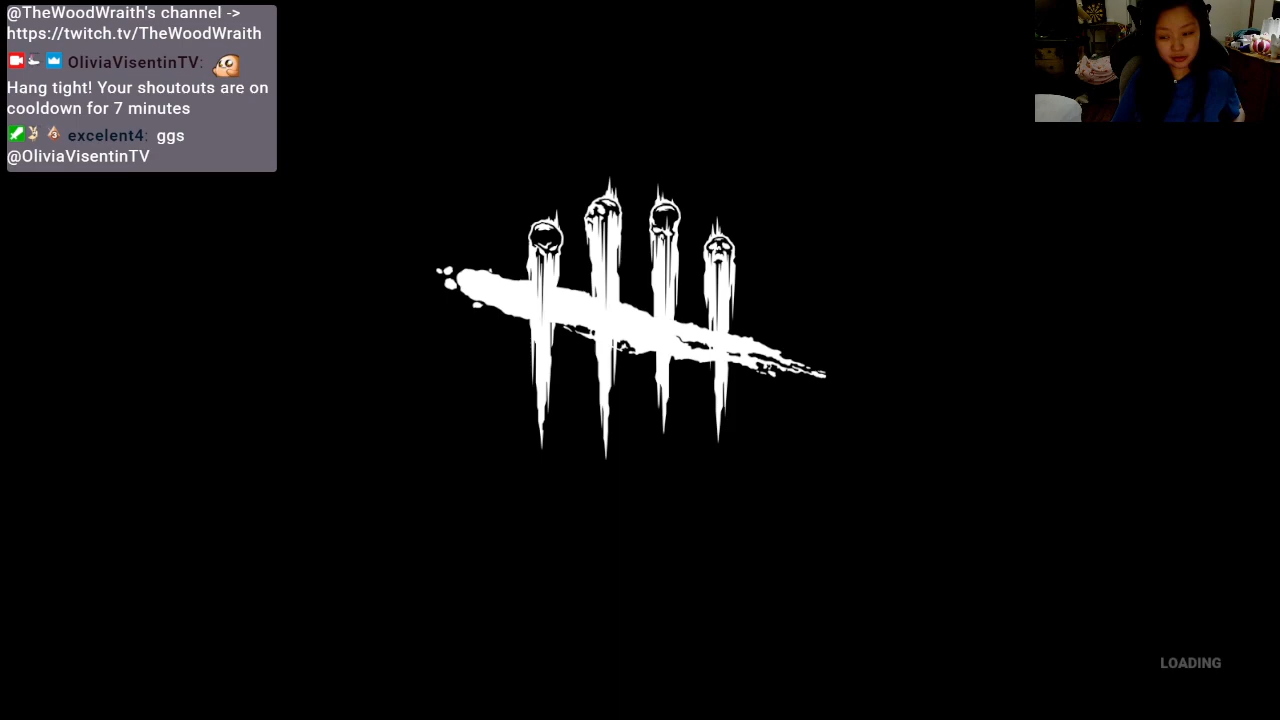 @TheWoodWraith's channel ->
https://twitch.tv/TheWoodWraith
OliviaVisentinTV:
Hang tight! Your shoutouts are on
cooldown for 7 minutes
excelent4: ggs
@OliviaVisentinTV
LOADING